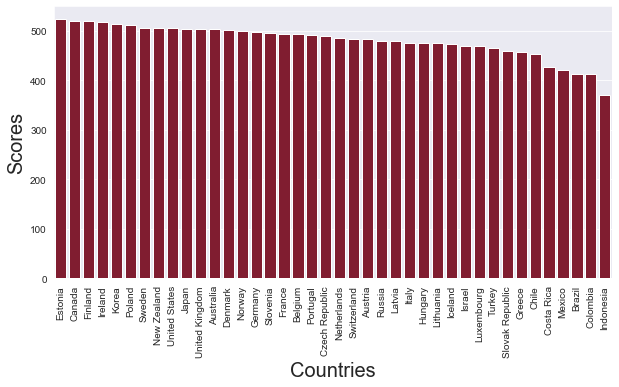 500
400
300
200
100
0
Scores
Estonia
Canada
Finland
Ireland
Korea
Poland
Sweden
New Zealand
United States
Japan
United Kingdom
Australia
Denmark
Norway
Germany
Slovenia
France
Belgium
Portugal
Czech Republic
Netherlands
Switzerland
Austria
Russia
Latvia
Italy
Hungary
Lithuania
Iceland
Israel
Luxembourg
Turkey
Slovak Republic
Greece
Chile
Costa Rica
Mexico
Brazil
Colombia
Indonesia
Countries